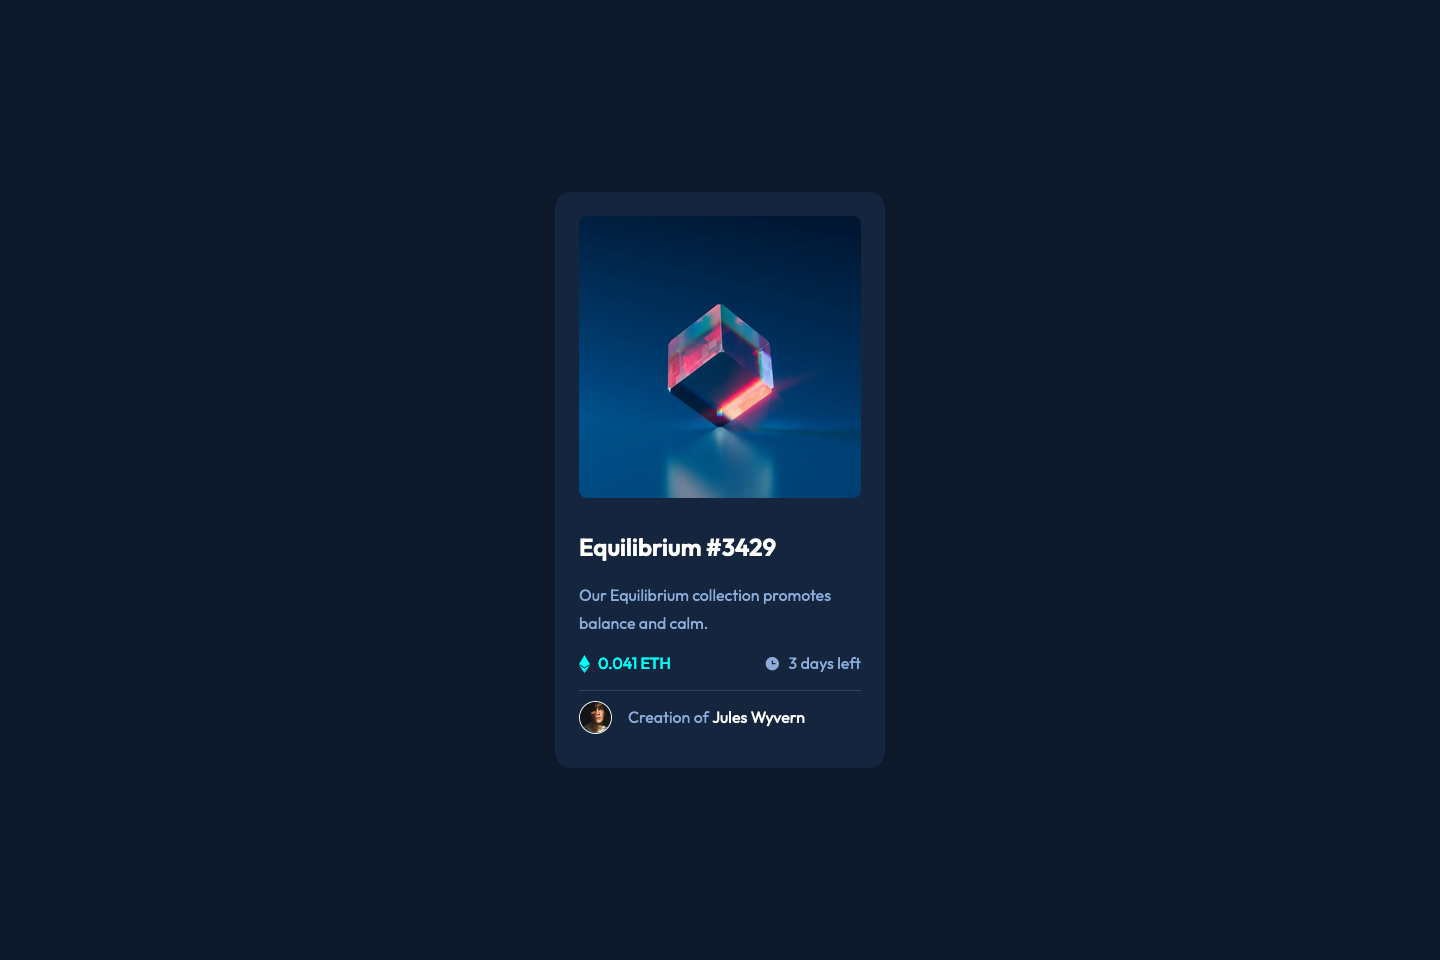 Equilibrium #3429
Our Equilibrium collection promotes
balance and calm.
0.041 ETH
3 days left
Creation of Jules Wyvern